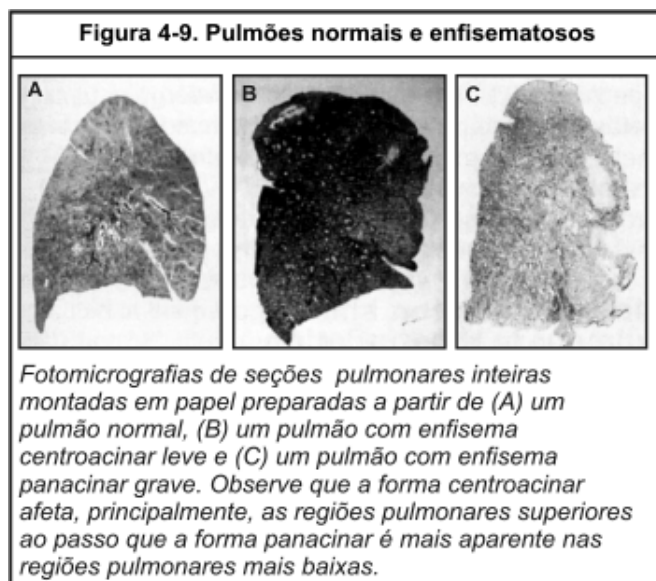 Figura 4-9. Pulmões normais e enfisematosos
A
B
C
Fotomicrografias de seções pulmonares inteiras
montadas em papel preparadas a partir de (A) um
pulmão normal, (B) um pulmão com enfisema
centroacinar leve e (C) um pulmão com enfisema
panacinar grave. Observe que a forma centroacinar
afeta, principalmente, as regiões pulmonares superiores
ao passo que a forma panacinar é mais aparente nas
regiões pulmonares mais baixas.